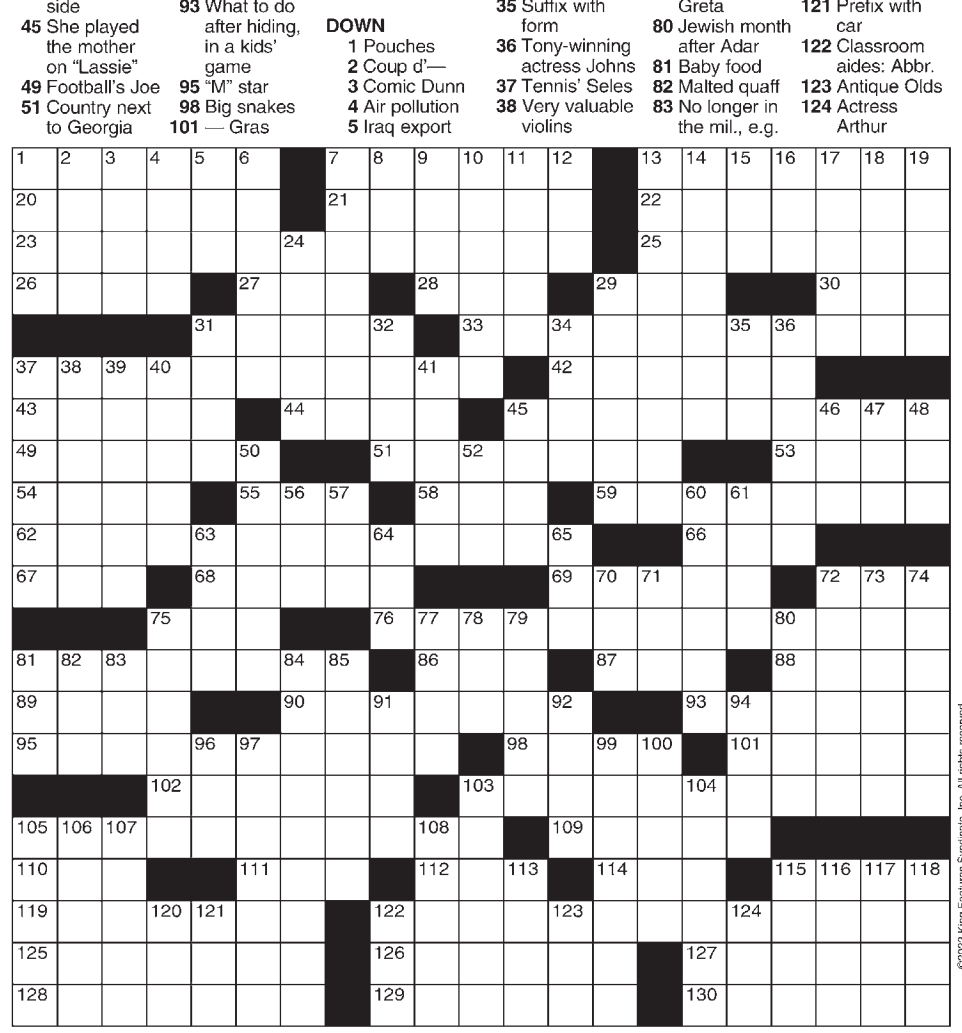 side
45 She played
the mother
on “Lassie”
49 Football’s Joe
51 Country next
to Georgia
93 What to do
after hiding,
in a kids’
game
95 “M” star
98 Big snakes
101 — Gras
DOWN
1 Pouches
2 Coup d’—
3 Comic Dunn
4 Air pollution
5 Iraq export
35 Suffix with
form
36 Tony-winning
actress Johns
37 Tennis’ Seles
38 Very valuable
violins
Greta
80 Jewish month
after Adar
81 Baby food
82 Malted quaff
83 No longer in
the mil., e.g.
121 Prefix with
car
122 Classroom
aides: Abbr.
123 Antique Olds
124 Actress
Arthur
1 2 3 4 5 6 7 8 9 10 11 12 13 14 15 16 17 18 19
20 21 22
23 24 25
26 27 28 29 30
31 32 33 34 35 36
37 38 39 40 41 42
43 44 45 46 47 48
49 50 51 52 53
54 55 56 57 58 59 60 61
62 63 64 65 66
67 68 69 70 71 72 73 74
75 76 77 78 79 80
81 82 83 84 85 86 87 88
89 90 91 92 93 94
95 96 97 98 99 100 101
102 103 104
105 106 107 108 109
110 111 112 113 114 115 116 117 118
119 120 121 122 123 124
125 126 127
128 129 130
©2023 King Features Syndicate, Inc. All rights reserved.